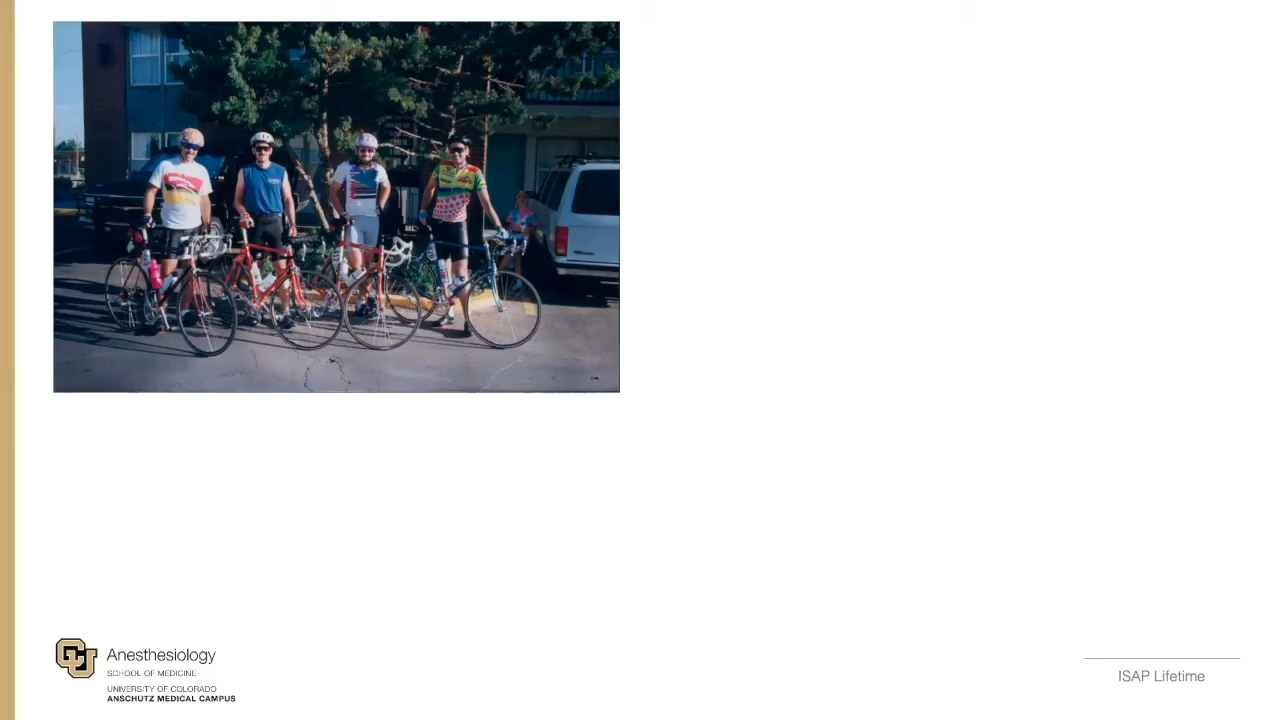 Anesthesiology
SCHOOL OF MEDICINE
UNIVERSITY OF COLORADO
ANSCHUTZ MEDICAL CAMPUS
ISAP Lifetime